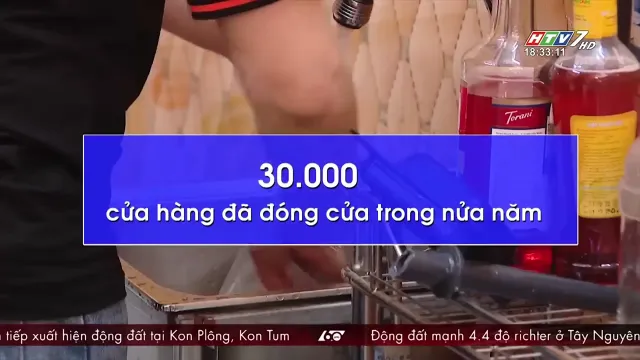 HTV7 HD
18:33:11
Torani
30.000
cửa hàng đã đóng cửa trong nửa năm
tiếp xuất hiện động đất tại Kon Plông, Kon Tum
Động đất mạnh 4.4 độ richter ở Tây Nguyên